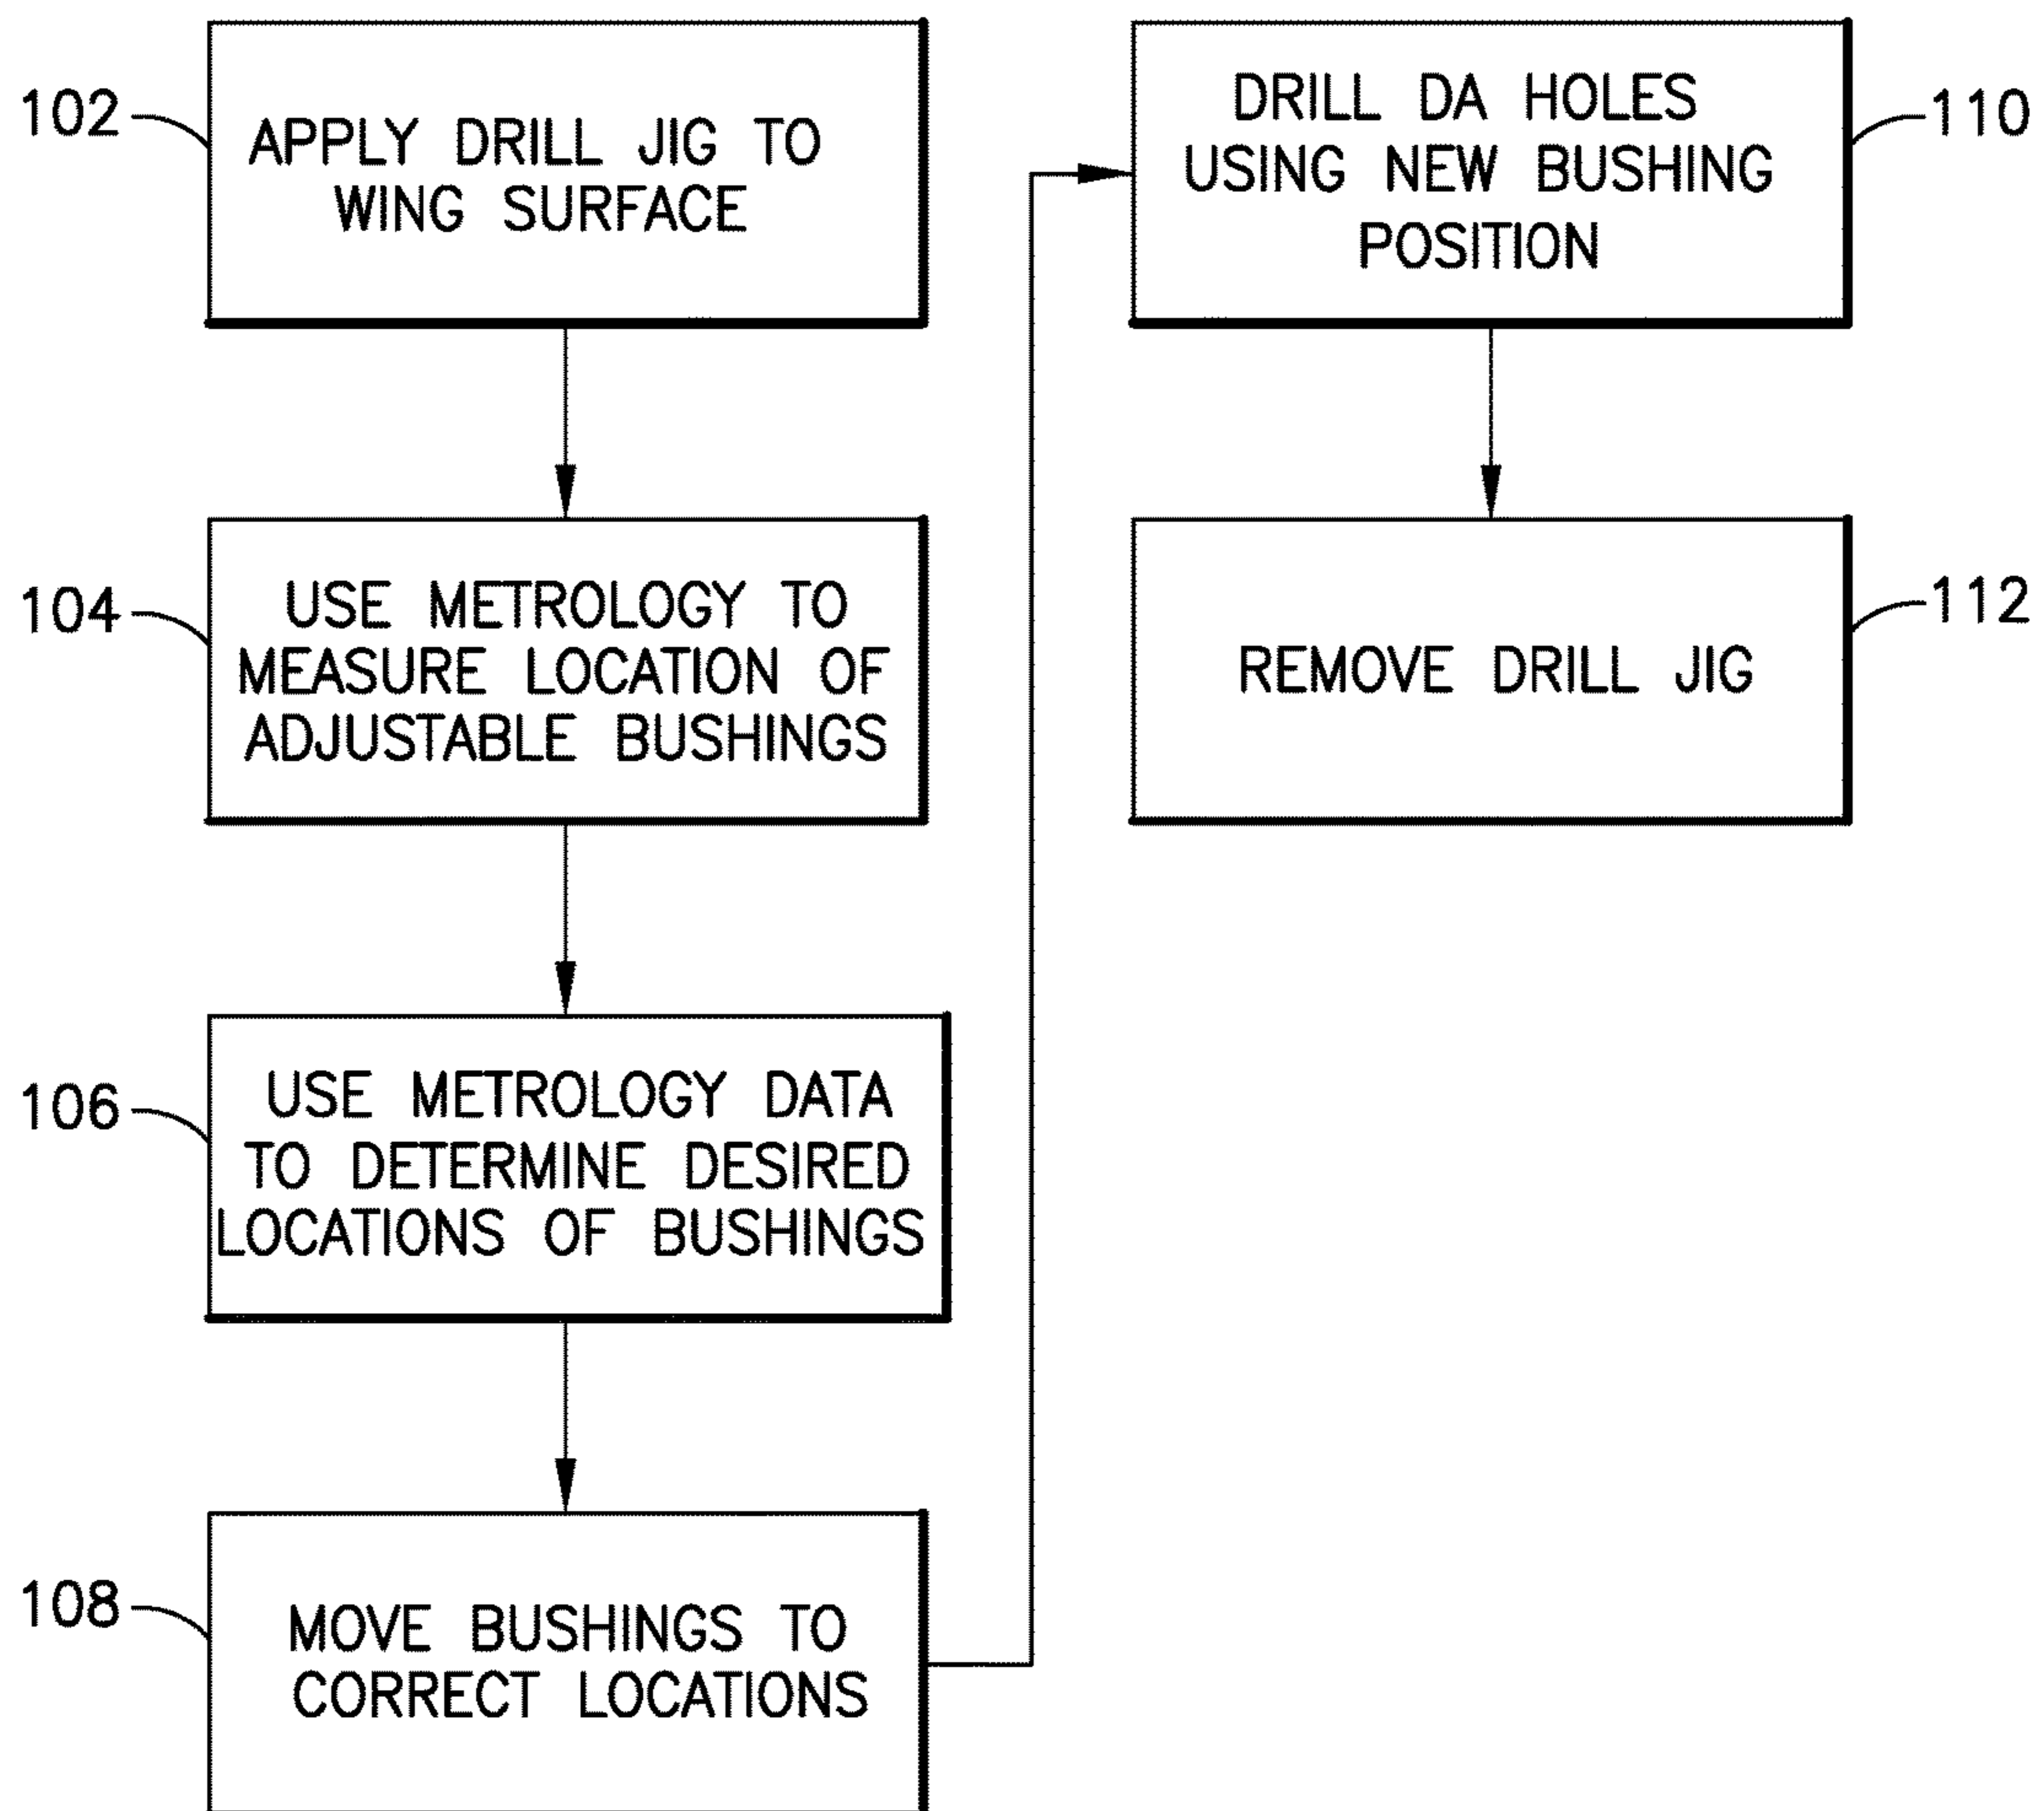 102
APPLY DRILL JIG TO
WING SURFACE
104
USE METROLOGY TO
MEASURE LOCATION OF
ADJUSTABLE BUSHINGS
106
USE METROLOGY DATA
TO DETERMINE DESIRED
LOCATIONS OF BUSHINGS
108
MOVE BUSHINGS TO
CORRECT LOCATIONS
DRILL DA HOLES
USING NEW BUSHING
POSITION
110
REMOVE DRILL JIG
112